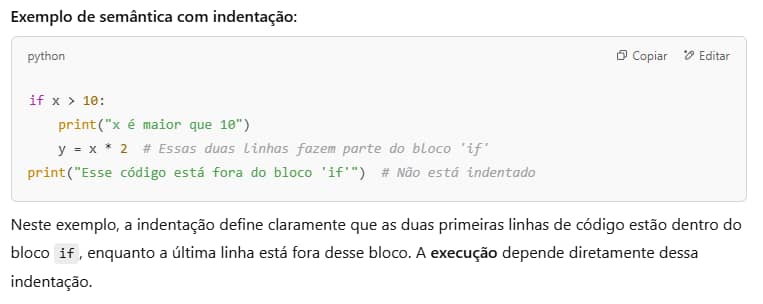 Exemplo de semântica com indentação:
python Copiar Editar
if x > 10:
    print("x é maior que 10")
    y = x * 2  # Essas duas linhas fazem parte do bloco 'if'
print("Esse código está fora do bloco 'if'")  # Não está indentado
Neste exemplo, a indentação define claramente que as duas primeiras linhas de código estão dentro do
bloco if, enquanto a última linha está fora desse bloco. A execução depende diretamente dessa
indentação.